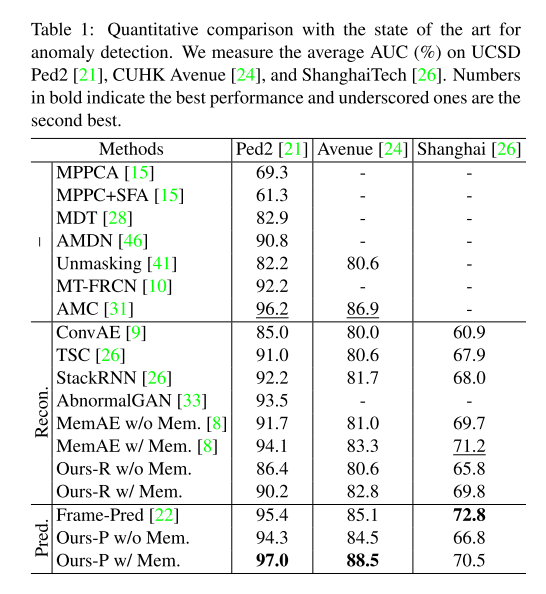 Table 1: Quantitative comparison with the state of the art for
anomaly detection. We measure the average AUC (%) on UCSD
Ped2 [21], CUHK Avenue [24], and ShanghaiTech [26]. Numbers
in bold indicate the best performance and underscored ones are the
second best.
Methods Ped2 [21] Avenue [24] Shanghai [26]
MPPCA [15] 69.3 - -
MPPC+SFA [15] 61.3 - -
MDT [28] 82.9 - -
AMDN [46] 90.8 - -
Unmasking [41] 82.2 80.6 -
MT-FRCN [10] 92.2 - -
AMC [31] 96.2 86.9 -
Recon.
ConvAE [9] 85.0 80.0 60.9
TSC [26] 91.0 80.6 67.9
StackRNN [26] 92.2 81.7 68.0
AbnormalGAN [33] 93.5 - -
MemAE w/o Mem. [8] 91.7 81.0 69.7
MemAE w/ Mem. [8] 94.1 83.3 71.2
Ours-R w/o Mem. 86.4 80.6 65.8
Ours-R w/ Mem. 90.2 82.8 69.8
Pred.
Frame-Pred [22] 95.4 85.1 72.8
Ours-P w/o Mem. 94.3 84.5 66.8
Ours-P w/ Mem. 97.0 88.5 70.5